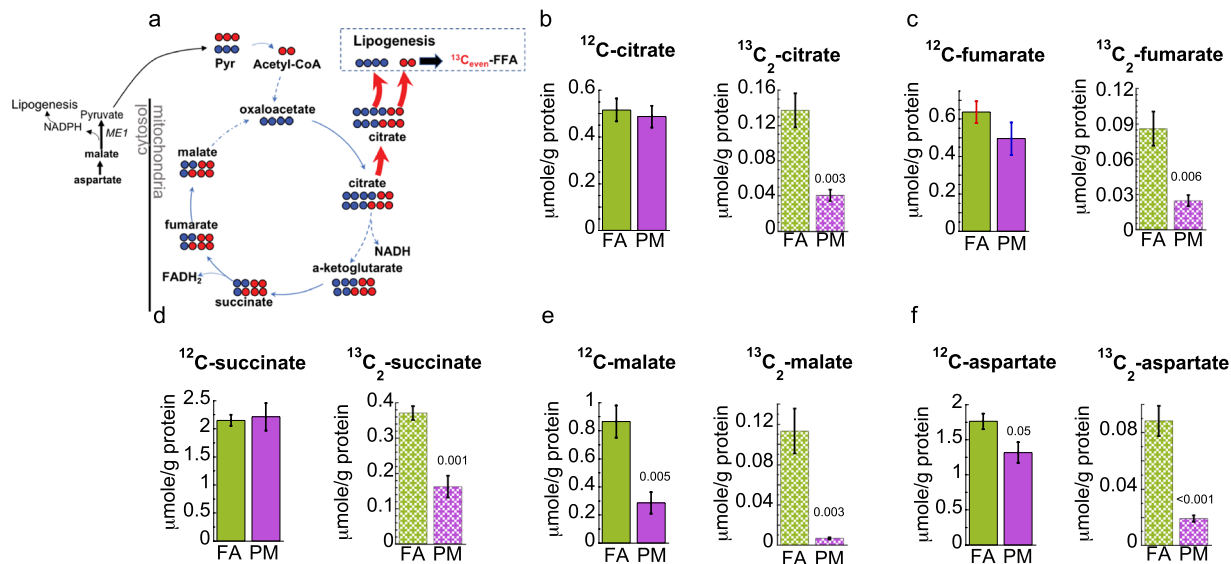 a
Lipogenesis
¹³Cₑᵥₑₙ-FFA
Pyr
Acetyl-CoA
Lipogenesis
Pyruvate
NADPH
ME1
malate
aspartate
cytosol
mitochondria
oxaloacetate
citrate
malate
citrate
fumarate
NADH
FADH₂
a-ketoglutarate
succinate
b
¹²C-citrate
µmole/g protein
0.6
0.4
0.2
0
FA PM
¹³C₂-citrate
µmole/g protein
0.16
0.12
0.08
0.04
0
0.003
FA PM
c
¹²C-fumarate
µmole/g protein
0.8
0.6
0.4
0.2
0
FA PM
¹³C₂-fumarate
µmole/g protein
0.12
0.09
0.06
0.03
0
0.006
FA PM
d
¹²C-succinate
µmole/g protein
2.5
2
2
1
1
0
FA PM
¹³C₂-succinate
µmole/g protein
0.4
0.3
0.2
0.1
0
0.001
FA PM
e
¹²C-malate
µmole/g protein
1
0.8
0.6
0.4
0.2
0
0.005
FA PM
¹³C₂-malate
µmole/g protein
0.12
0.08
0.04
0
0.003
FA PM
f
¹²C-aspartate
µmole/g protein
2
1.5
1
0.5
0
0.05
FA PM
¹³C₂-aspartate
µmole/g protein
0.08
0.04
0.00
<0.001
FA PM